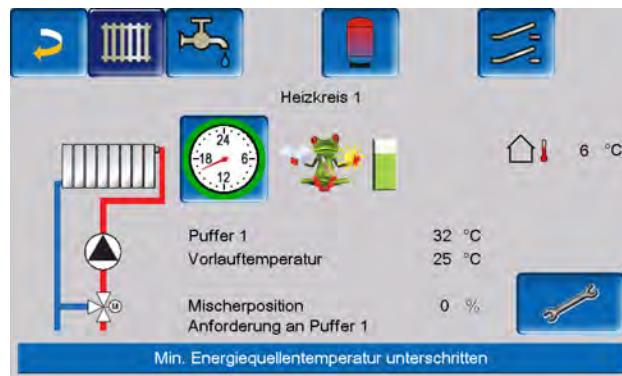 Heizkreis 1
24
18 6
12
6 °C
Puffer 1 32 °C
Vorlauftemperatur 25 °C
M
Mischerposition 0 %
Anforderung an Puffer 1
Min. Energiequellentemperatur unterschritten